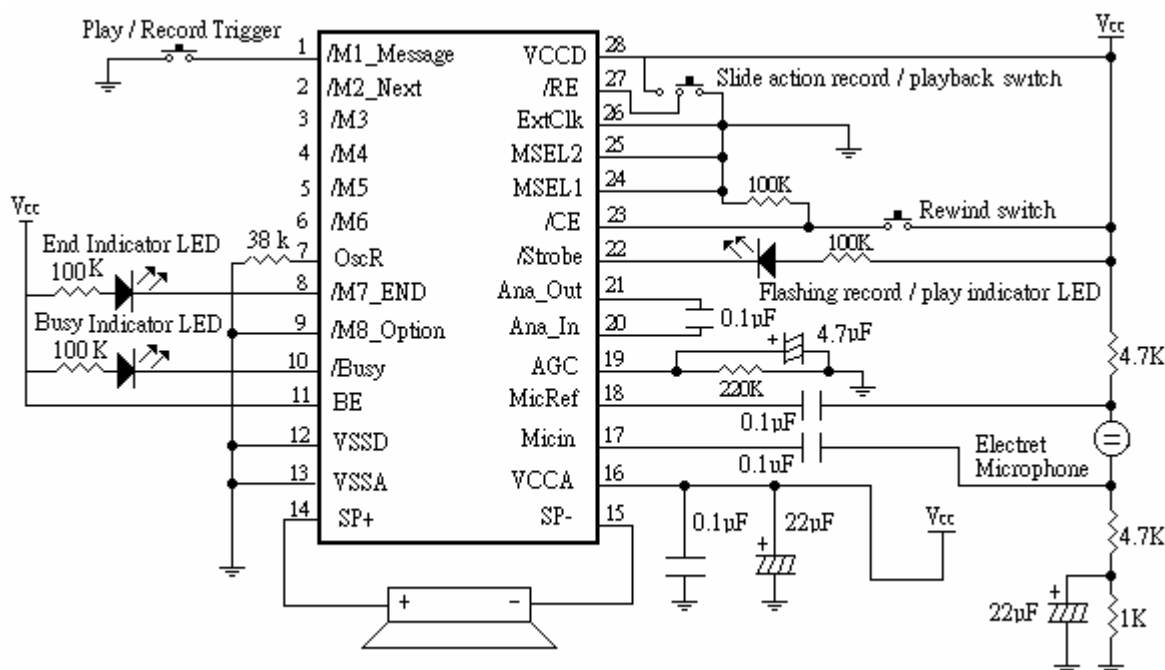 Play / Record Trigger
Vcc
1 /M1_Message VCCD 28
Slide action record / playback switch
2 /M2_Next /RE 27
3 /M3 ExtClk 26
4 /M4 MSEL2 25
5 /M5 MSEL1 24
100K
Vcc
6 /M6 /CE 23
Rewind switch
End Indicator LED
38 k
7 OscR /Strobe 22
100K
100K
8 /M7_END Ana_Out 21
Flashing record / play indicator LED
Busy Indicator LED
9 /M8_Option Ana_In 20
0.1µF
100K
10 /Busy AGC 19
+ 4.7µF
220K
4.7K
11 BE MicRef 18
0.1µF
12 VSSD Micin 17
0.1µF
Electret
Microphone
13 VSSA VCCA 16
14 SP+ SP- 15
0.1µF
+ 22µF
Vcc
4.7K
+ -
22µF +
1K